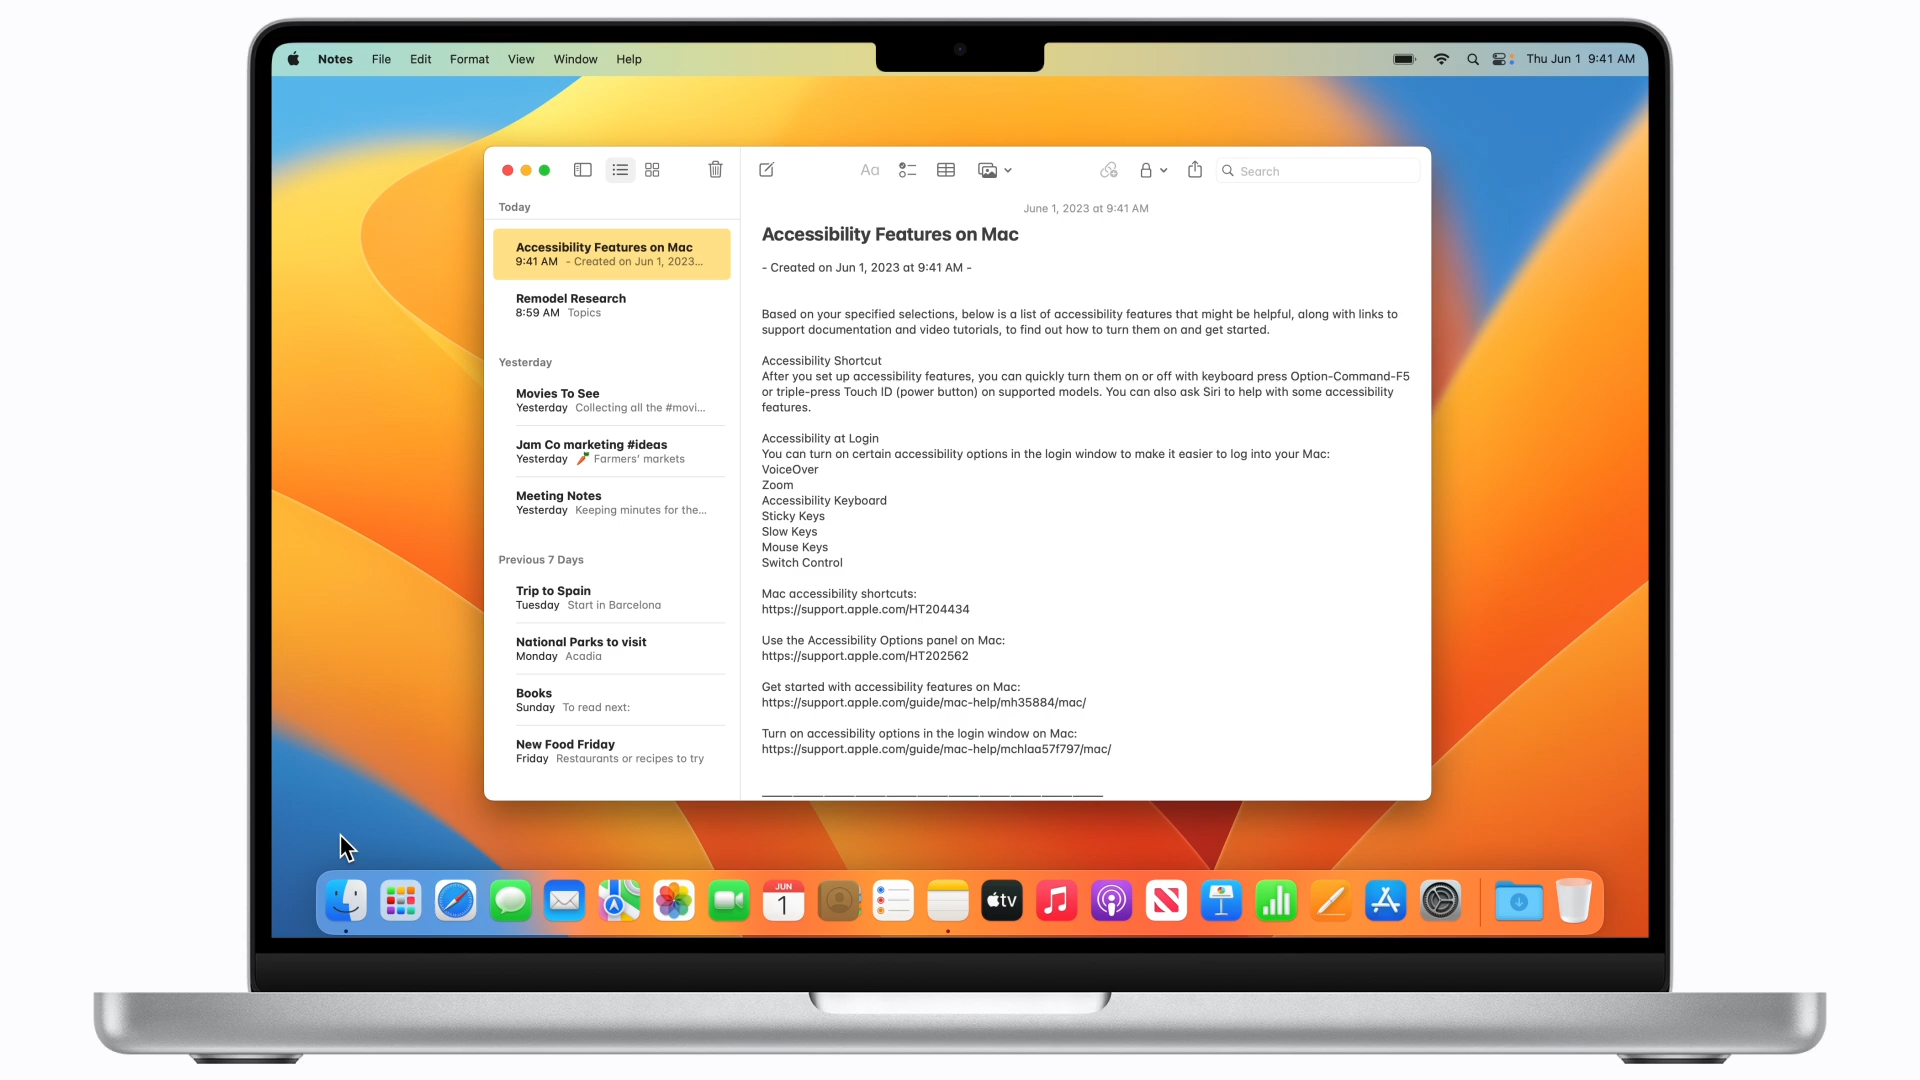 Notes File Edit Format View Window Help
Thu Jun 1 9:41 AM
Aa
Search
Today
Accessibility Features on Mac
9:41 AM - Created on Jun 1, 2023...
Remodel Research
8:59 AM Topics
Yesterday
Movies To See
Yesterday Collecting all the #movi...
Jam Co marketing #ideas
Yesterday 🥕 Farmers' markets
Meeting Notes
Yesterday Keeping minutes for the...
Previous 7 Days
Trip to Spain
Tuesday Start in Barcelona
National Parks to visit
Monday Acadia
Books
Sunday To read next:
New Food Friday
Friday Restaurants or recipes to try
June 1, 2023 at 9:41 AM
Accessibility Features on Mac
- Created on Jun 1, 2023 at 9:41 AM -
Based on your specified selections, below is a list of accessibility features that might be helpful, along with links to
support documentation and video tutorials, to find out how to turn them on and get started.
Accessibility Shortcut
After you set up accessibility features, you can quickly turn them on or off with keyboard press Option-Command-F5
or triple-press Touch ID (power button) on supported models. You can also ask Siri to help with some accessibility
features.
Accessibility at Login
You can turn on certain accessibility options in the login window to make it easier to log into your Mac:
VoiceOver
Zoom
Accessibility Keyboard
Sticky Keys
Slow Keys
Mouse Keys
Switch Control
Mac accessibility shortcuts:
https://support.apple.com/HT204434
Use the Accessibility Options panel on Mac:
https://support.apple.com/HT202562
Get started with accessibility features on Mac:
https://support.apple.com/guide/mac-help/mh35884/mac/
Turn on accessibility options in the login window on Mac:
https://support.apple.com/guide/mac-help/mchlaa57f797/mac/
JUN
1
tv